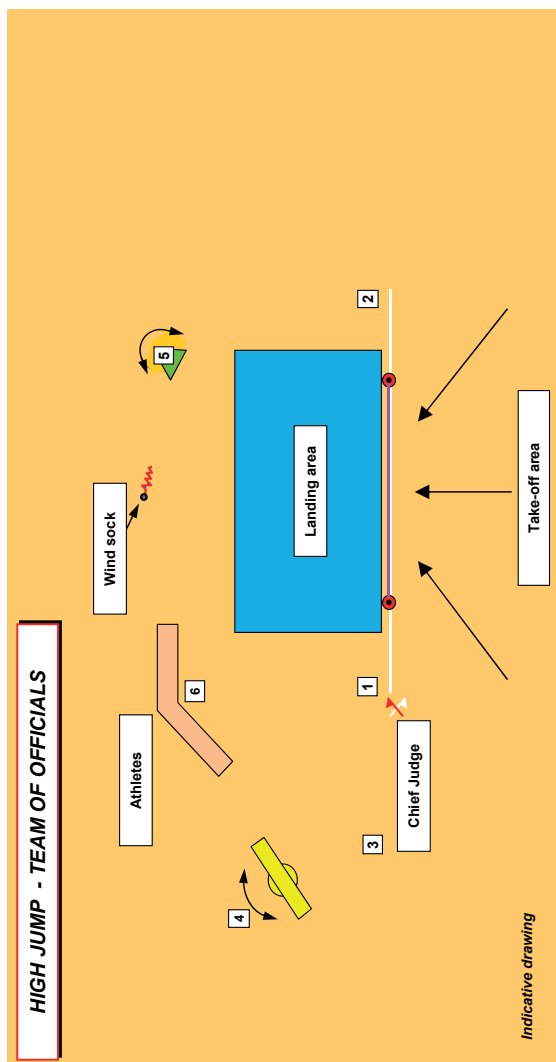 HIGH JUMP - TEAM OF OFFICIALS
Athletes
Wind sock
5
6
4
Landing area
2
1
3
Chief Judge
Take-off area
Indicative drawing